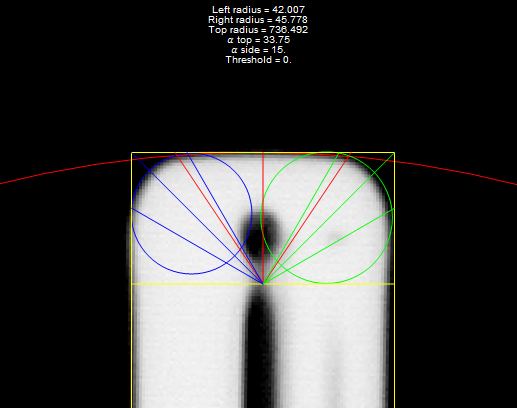 Left radius = 42.007
Right radius = 45.778
Top radius = 736.492
α top = 33.75
α side = 15.
Threshold = 0.